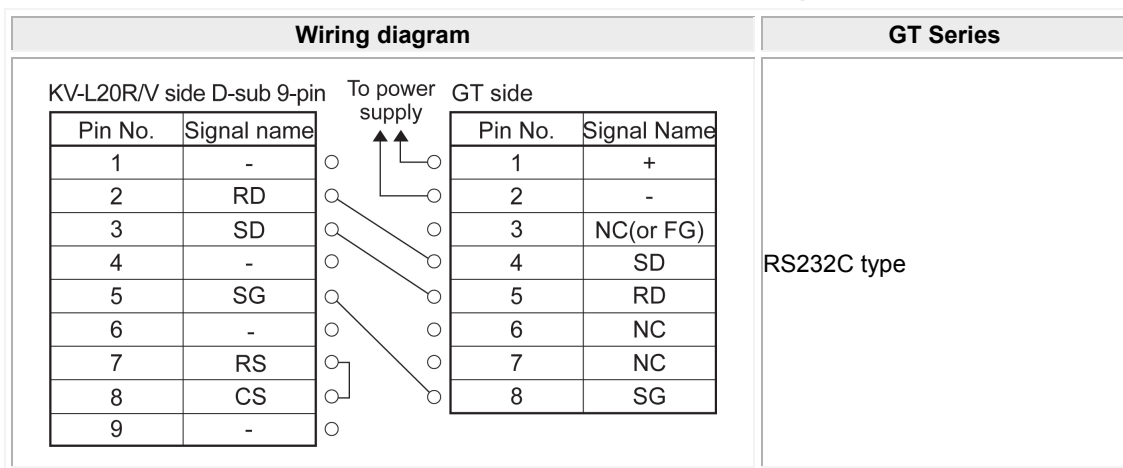 Wiring diagram GT Series
KV-L20R/V side D-sub 9-pin To power supply GT side
Pin No. Signal name Pin No. Signal Name
1 - 1 +
2 RD 2 -
3 SD 3 NC(or FG)
4 - 4 SD
5 SG 5 RD
6 - 6 NC
7 RS 7 NC
8 CS 8 SG
9 -
RS232C type